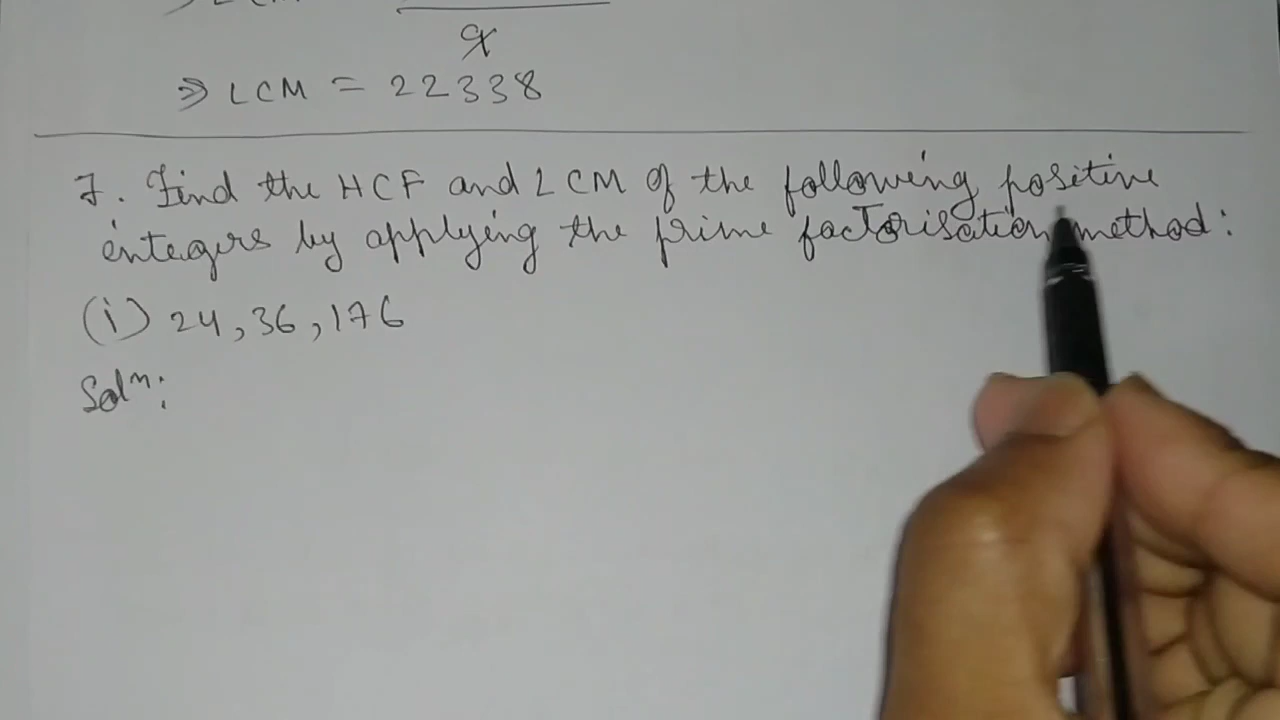 9
⇒ LCM = 22338
7. Find the HCF and LCM of the following positive
integers by applying the prime factorisation method:
(i) 24, 36, 176
Solⁿ: